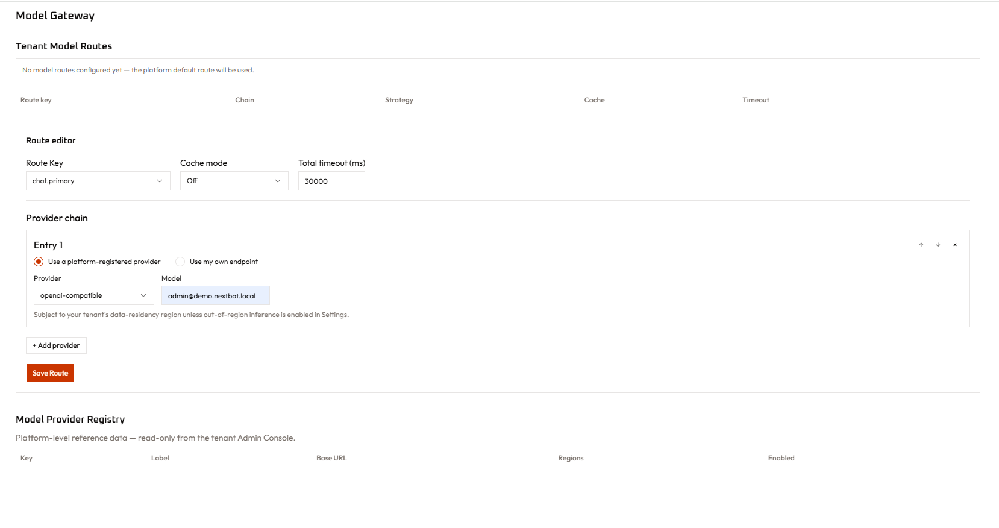 Model Gateway
Tenant Model Routes
No model routes configured yet — the platform default route will be used.
Route key Chain Strategy Cache Timeout
Route editor
Route Key Cache mode Total timeout (ms)
chat.primary Off 30000
Provider chain
Entry 1 ↑ ↓ ×
Use a platform-registered provider Use my own endpoint
Provider Model
openai-compatible admin@demo.nextbot.local
Subject to your tenant's data-residency region unless out-of-region inference is enabled in Settings.
+ Add provider
Save Route
Model Provider Registry
Platform-level reference data — read-only from the tenant Admin Console.
Key Label Base URL Regions Enabled